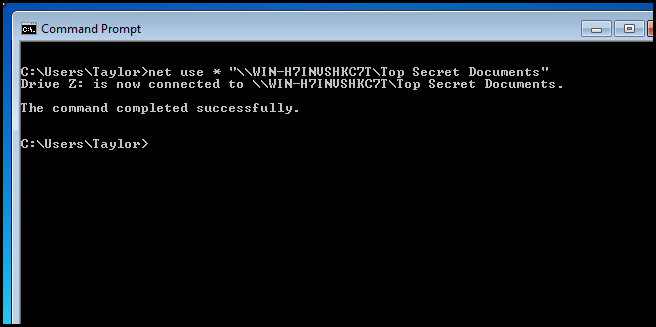 Command Prompt
C:\Users\Taylor>net use * "\\WIN-H7INVSHKC7T\Top Secret Documents"
Drive Z: is now connected to \\WIN-H7INVSHKC7T\Top Secret Documents.
The command completed successfully.
C:\Users\Taylor>